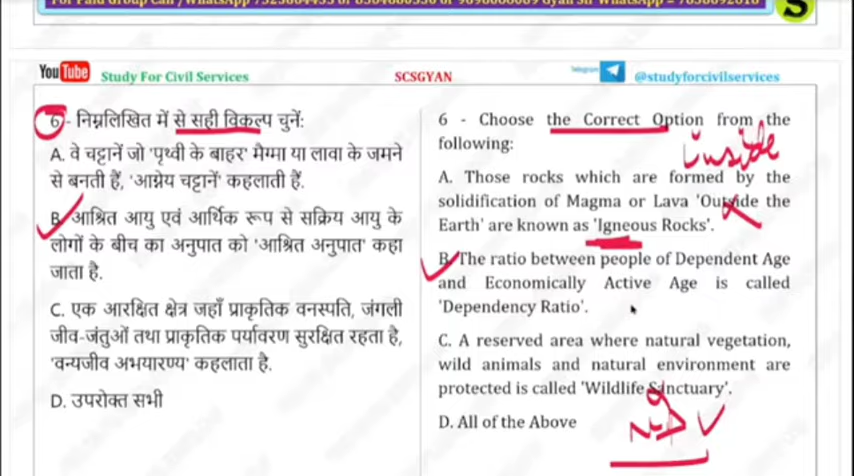 You Tube Study For Civil Services
SCSGYAN
Telegram @studyforcivilservices
6- निम्नलिखित में से सही विकल्प चुनें:
A. वे चट्टानें जो 'पृथ्वी के बाहर' मैग्मा या लावा के जमने
से बनती हैं, 'आग्नेय चट्टानें' कहलाती हैं.
B. आश्रित आयु एवं आर्थिक रूप से सक्रिय आयु के
लोगों के बीच का अनुपात को 'आश्रित अनुपात' कहा
जाता है.
C. एक आरक्षित क्षेत्र जहाँ प्राकृतिक वनस्पति, जंगली
जीव-जंतुओं तथा प्राकृतिक पर्यावरण सुरक्षित रहता है,
'वन्यजीव अभयारण्य' कहलाता है.
D. उपरोक्त सभी
6 - Choose the Correct Option from the
following:
inside
A. Those rocks which are formed by the
solidification of Magma or Lava 'Outside the
Earth' are known as 'Igneous Rocks'.
B. The ratio between people of Dependent Age
and Economically Active Age is called
'Dependency Ratio'.
C. A reserved area where natural vegetation,
wild animals and natural environment are
protected is called 'Wildlife Sanctuary'.
D. All of the Above